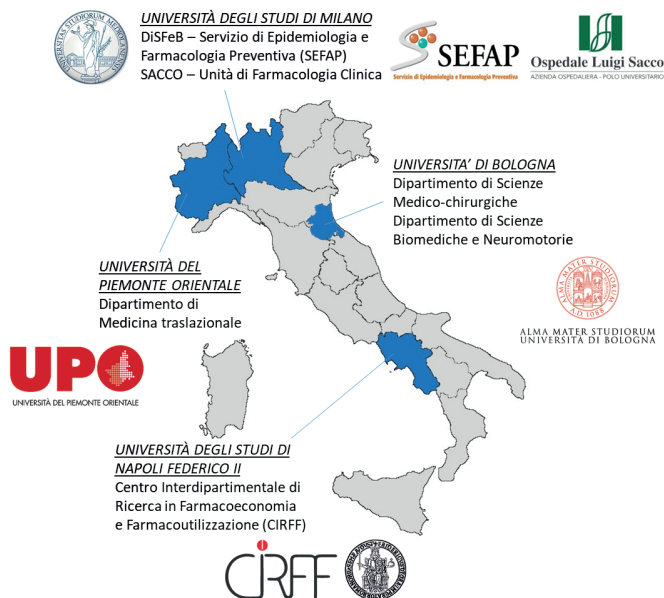 UNIVERSITÀ DEGLI STUDI DI MILANO
DiSFeB – Servizio di Epidemiologia e
Farmacologia Preventiva (SEFAP)
SACCO – Unità di Farmacologia Clinica
SEFAP
Servizio di Epidemiologia e Farmacologia Preventiva
Ospedale Luigi Sacco
AZIENDA OSPEDALIERA - POLO UNIVERSITARIO
UNIVERSITA’ DI BOLOGNA
Dipartimento di Scienze
Medico-chirurgiche
Dipartimento di Scienze
Biomediche e Neuromotorie
ALMA MATER STUDIORUM
A.D. 1088
ALMA MATER STUDIORUM
UNIVERSITÀ DI BOLOGNA
UNIVERSITÀ DEL
PIEMONTE ORIENTALE
Dipartimento di
Medicina traslazionale
UPO
UNIVERSITÀ DEL PIEMONTE ORIENTALE
UNIVERSITÀ DEGLI STUDI DI
NAPOLI FEDERICO II
Centro Interdipartimentale di
Ricerca in Farmacoeconomia
e Farmacoutilizzazione (CIRFF)
CIRFF